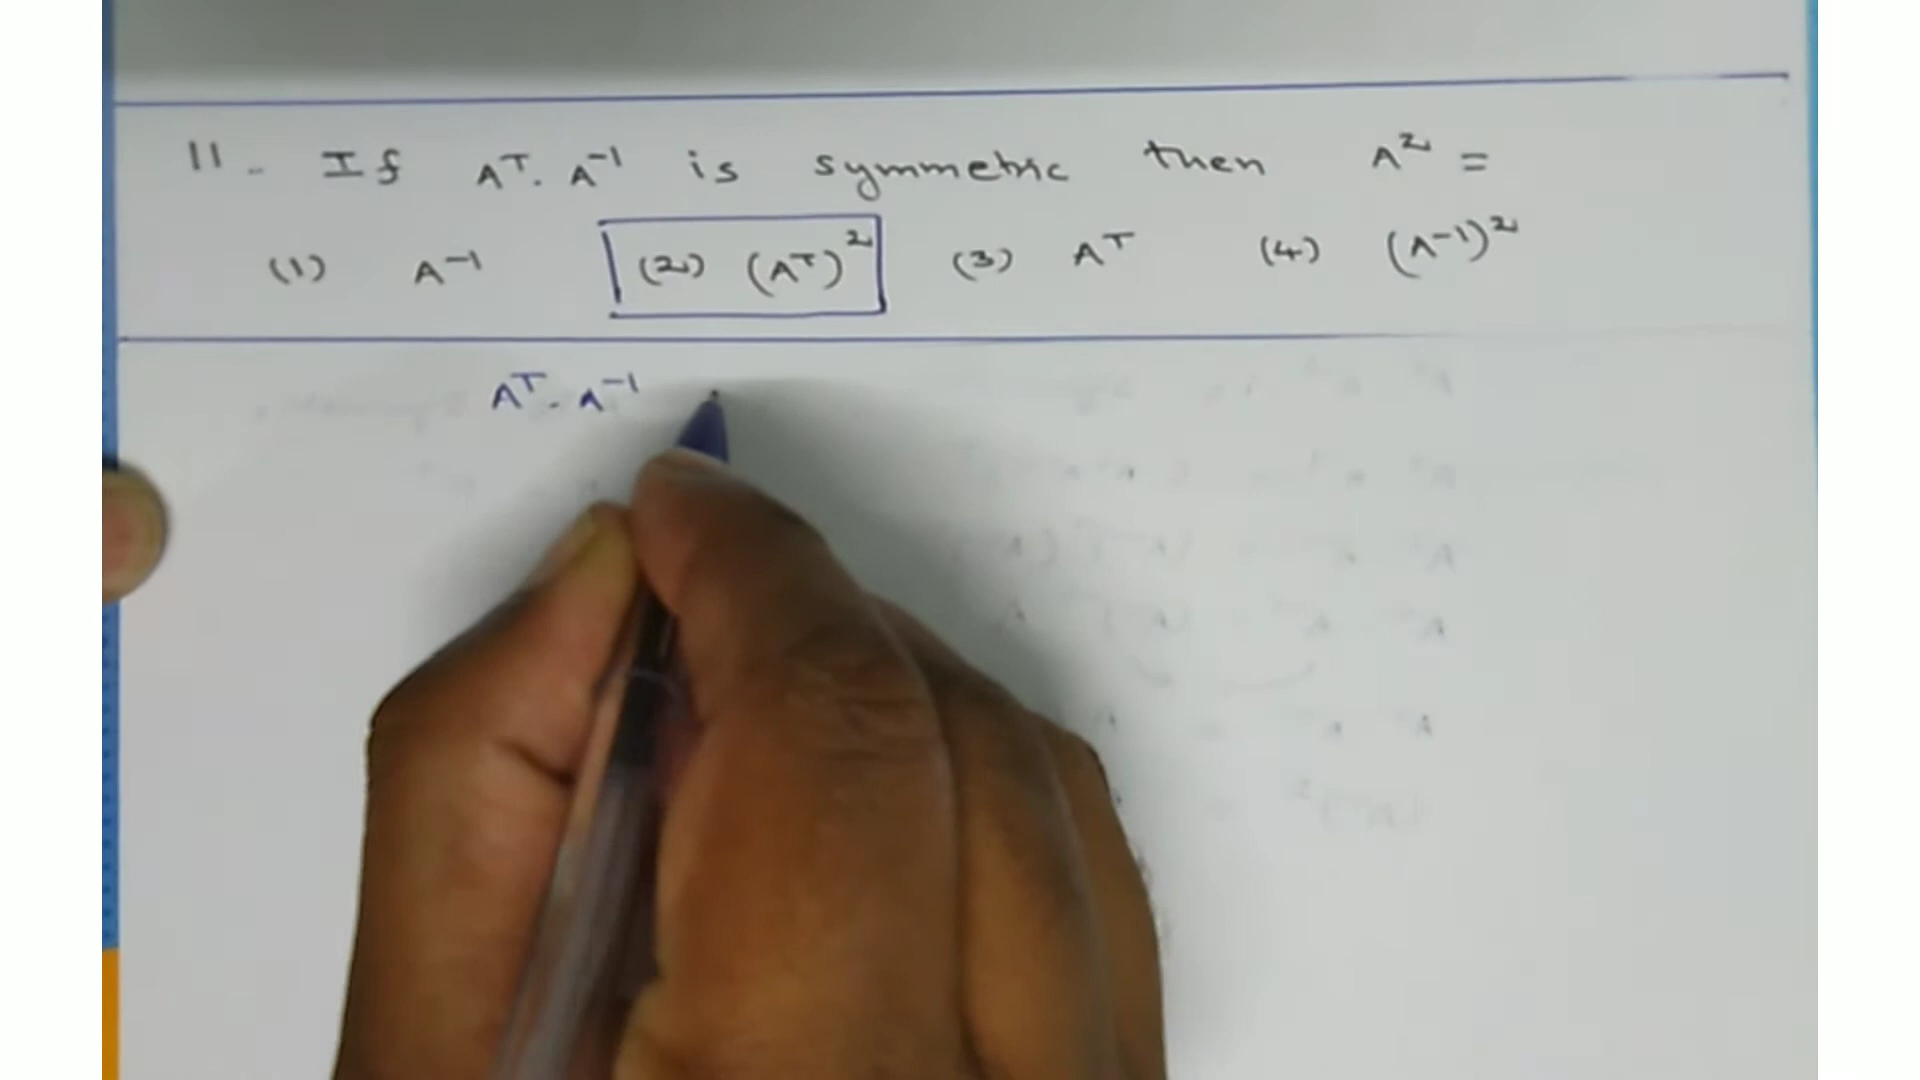 11. If Aᵀ. A⁻¹ is symmetric then A² =
(1) A⁻¹ (2) (Aᵀ)² (3) Aᵀ (4) (A⁻¹)²
Aᵀ. A⁻¹